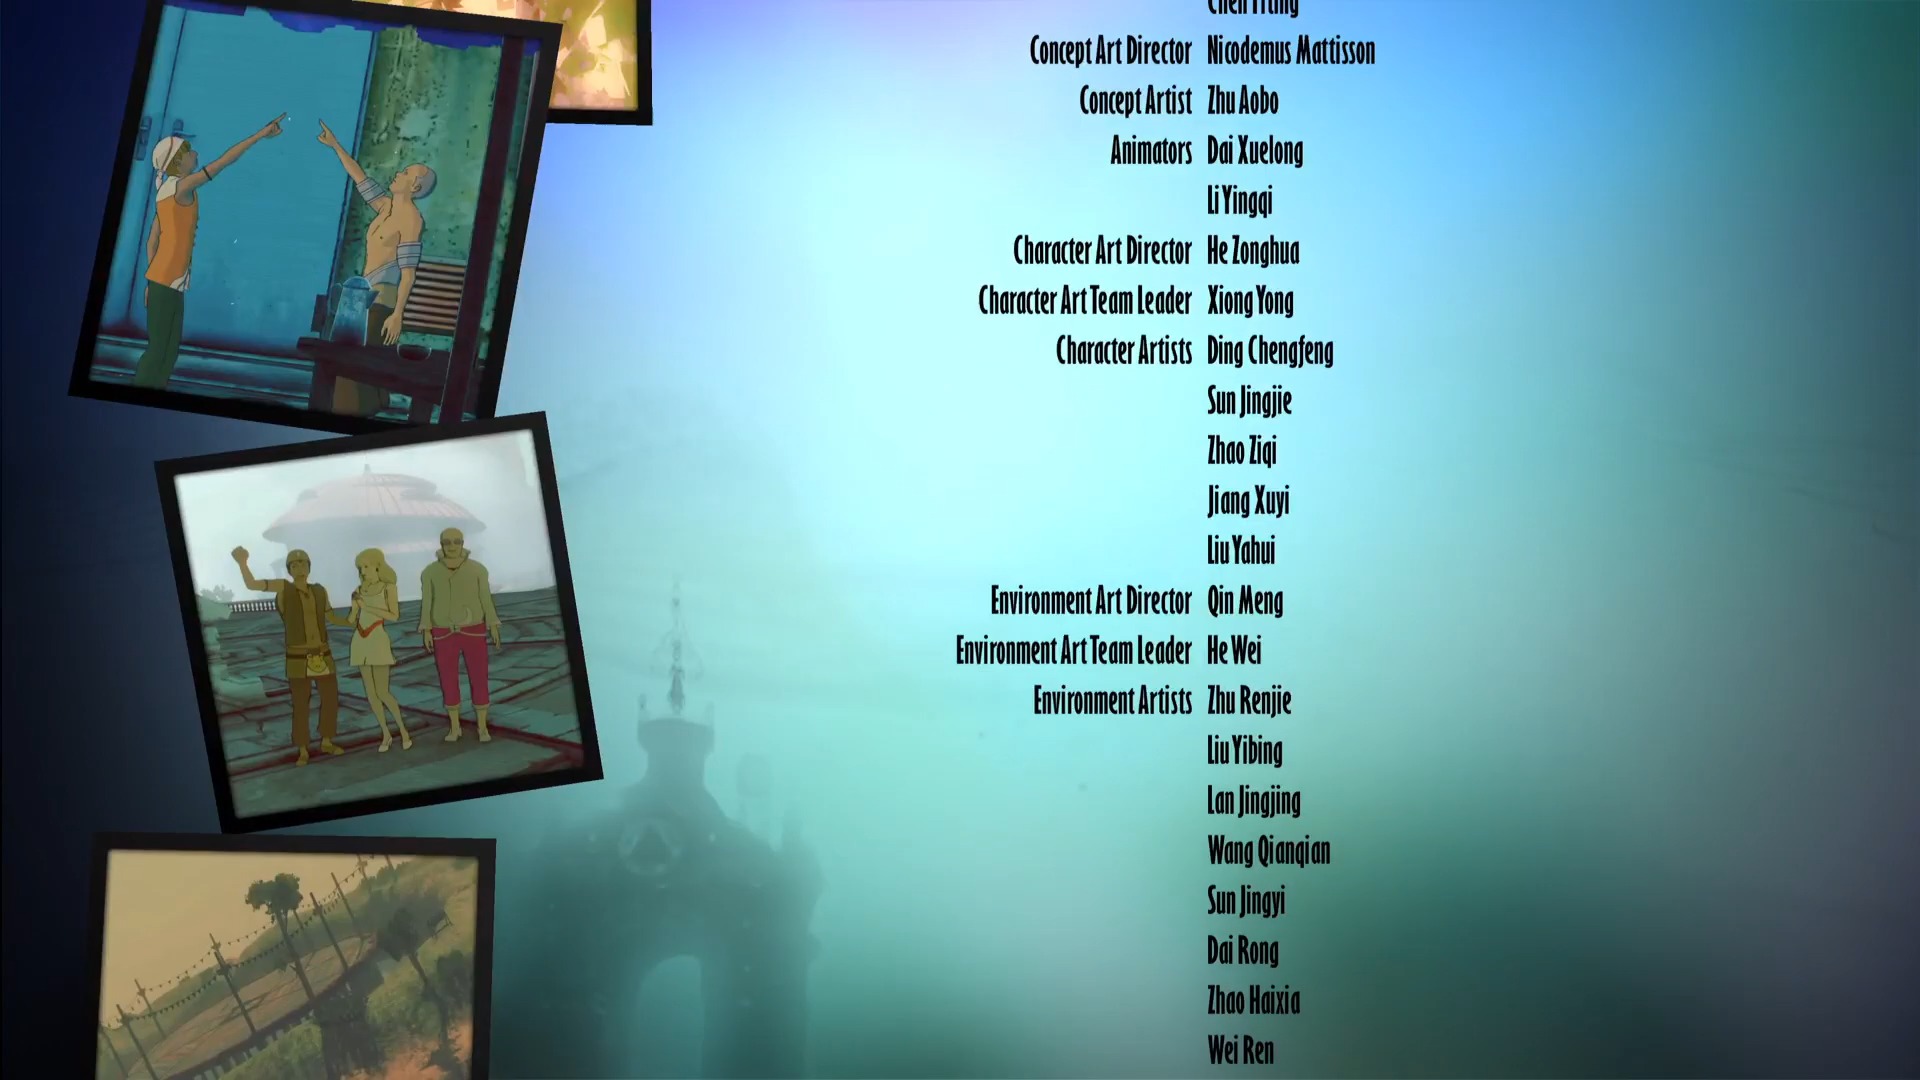 Concept Art Director Nicodemus Mattisson
Concept Artist Zhu Aobo
Animators Dai Xuelong
Li Yingqi
Character Art Director He Zonghua
Character Art Team Leader Xiong Yong
Character Artists Ding Chengfeng
Sun Jingjie
Zhao Ziqi
Jiang Xuyi
Liu Yahui
Environment Art Director Qin Meng
Environment Art Team Leader He Wei
Environment Artists Zhu Renjie
Liu Yibing
Lan Jingjing
Wang Qianqian
Sun Jingyi
Dai Rong
Zhao Haixia
Wei Ren